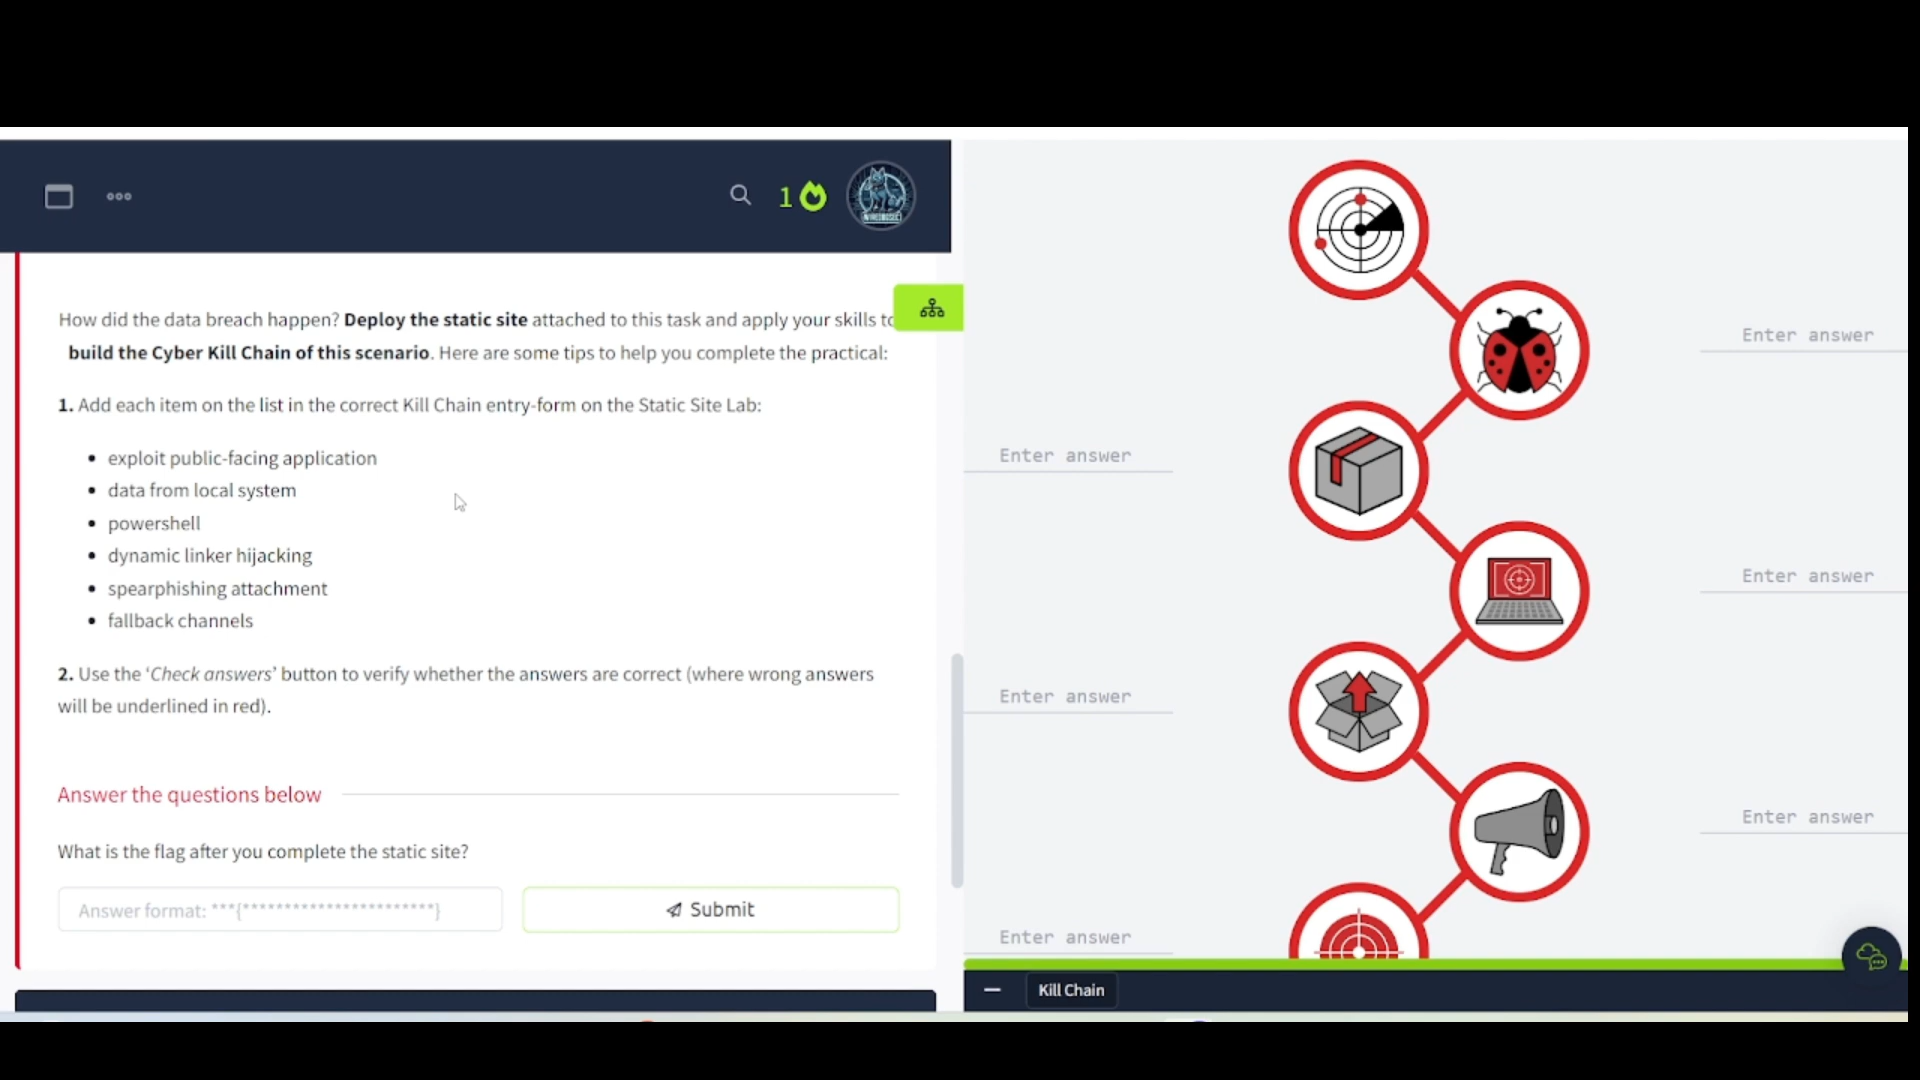 1
How did the data breach happen? Deploy the static site attached to this task and apply your skills to
build the Cyber Kill Chain of this scenario. Here are some tips to help you complete the practical:
1. Add each item on the list in the correct Kill Chain entry-form on the Static Site Lab:
exploit public-facing application
data from local system
powershell
dynamic linker hijacking
spearphishing attachment
fallback channels
2. Use the ‘Check answers’ button to verify whether the answers are correct (where wrong answers
will be underlined in red).
Answer the questions below
What is the flag after you complete the static site?
Answer format: ***{***********************}
Submit
Enter answer
Enter answer
Enter answer
Enter answer
Enter answer
Enter answer
Kill Chain